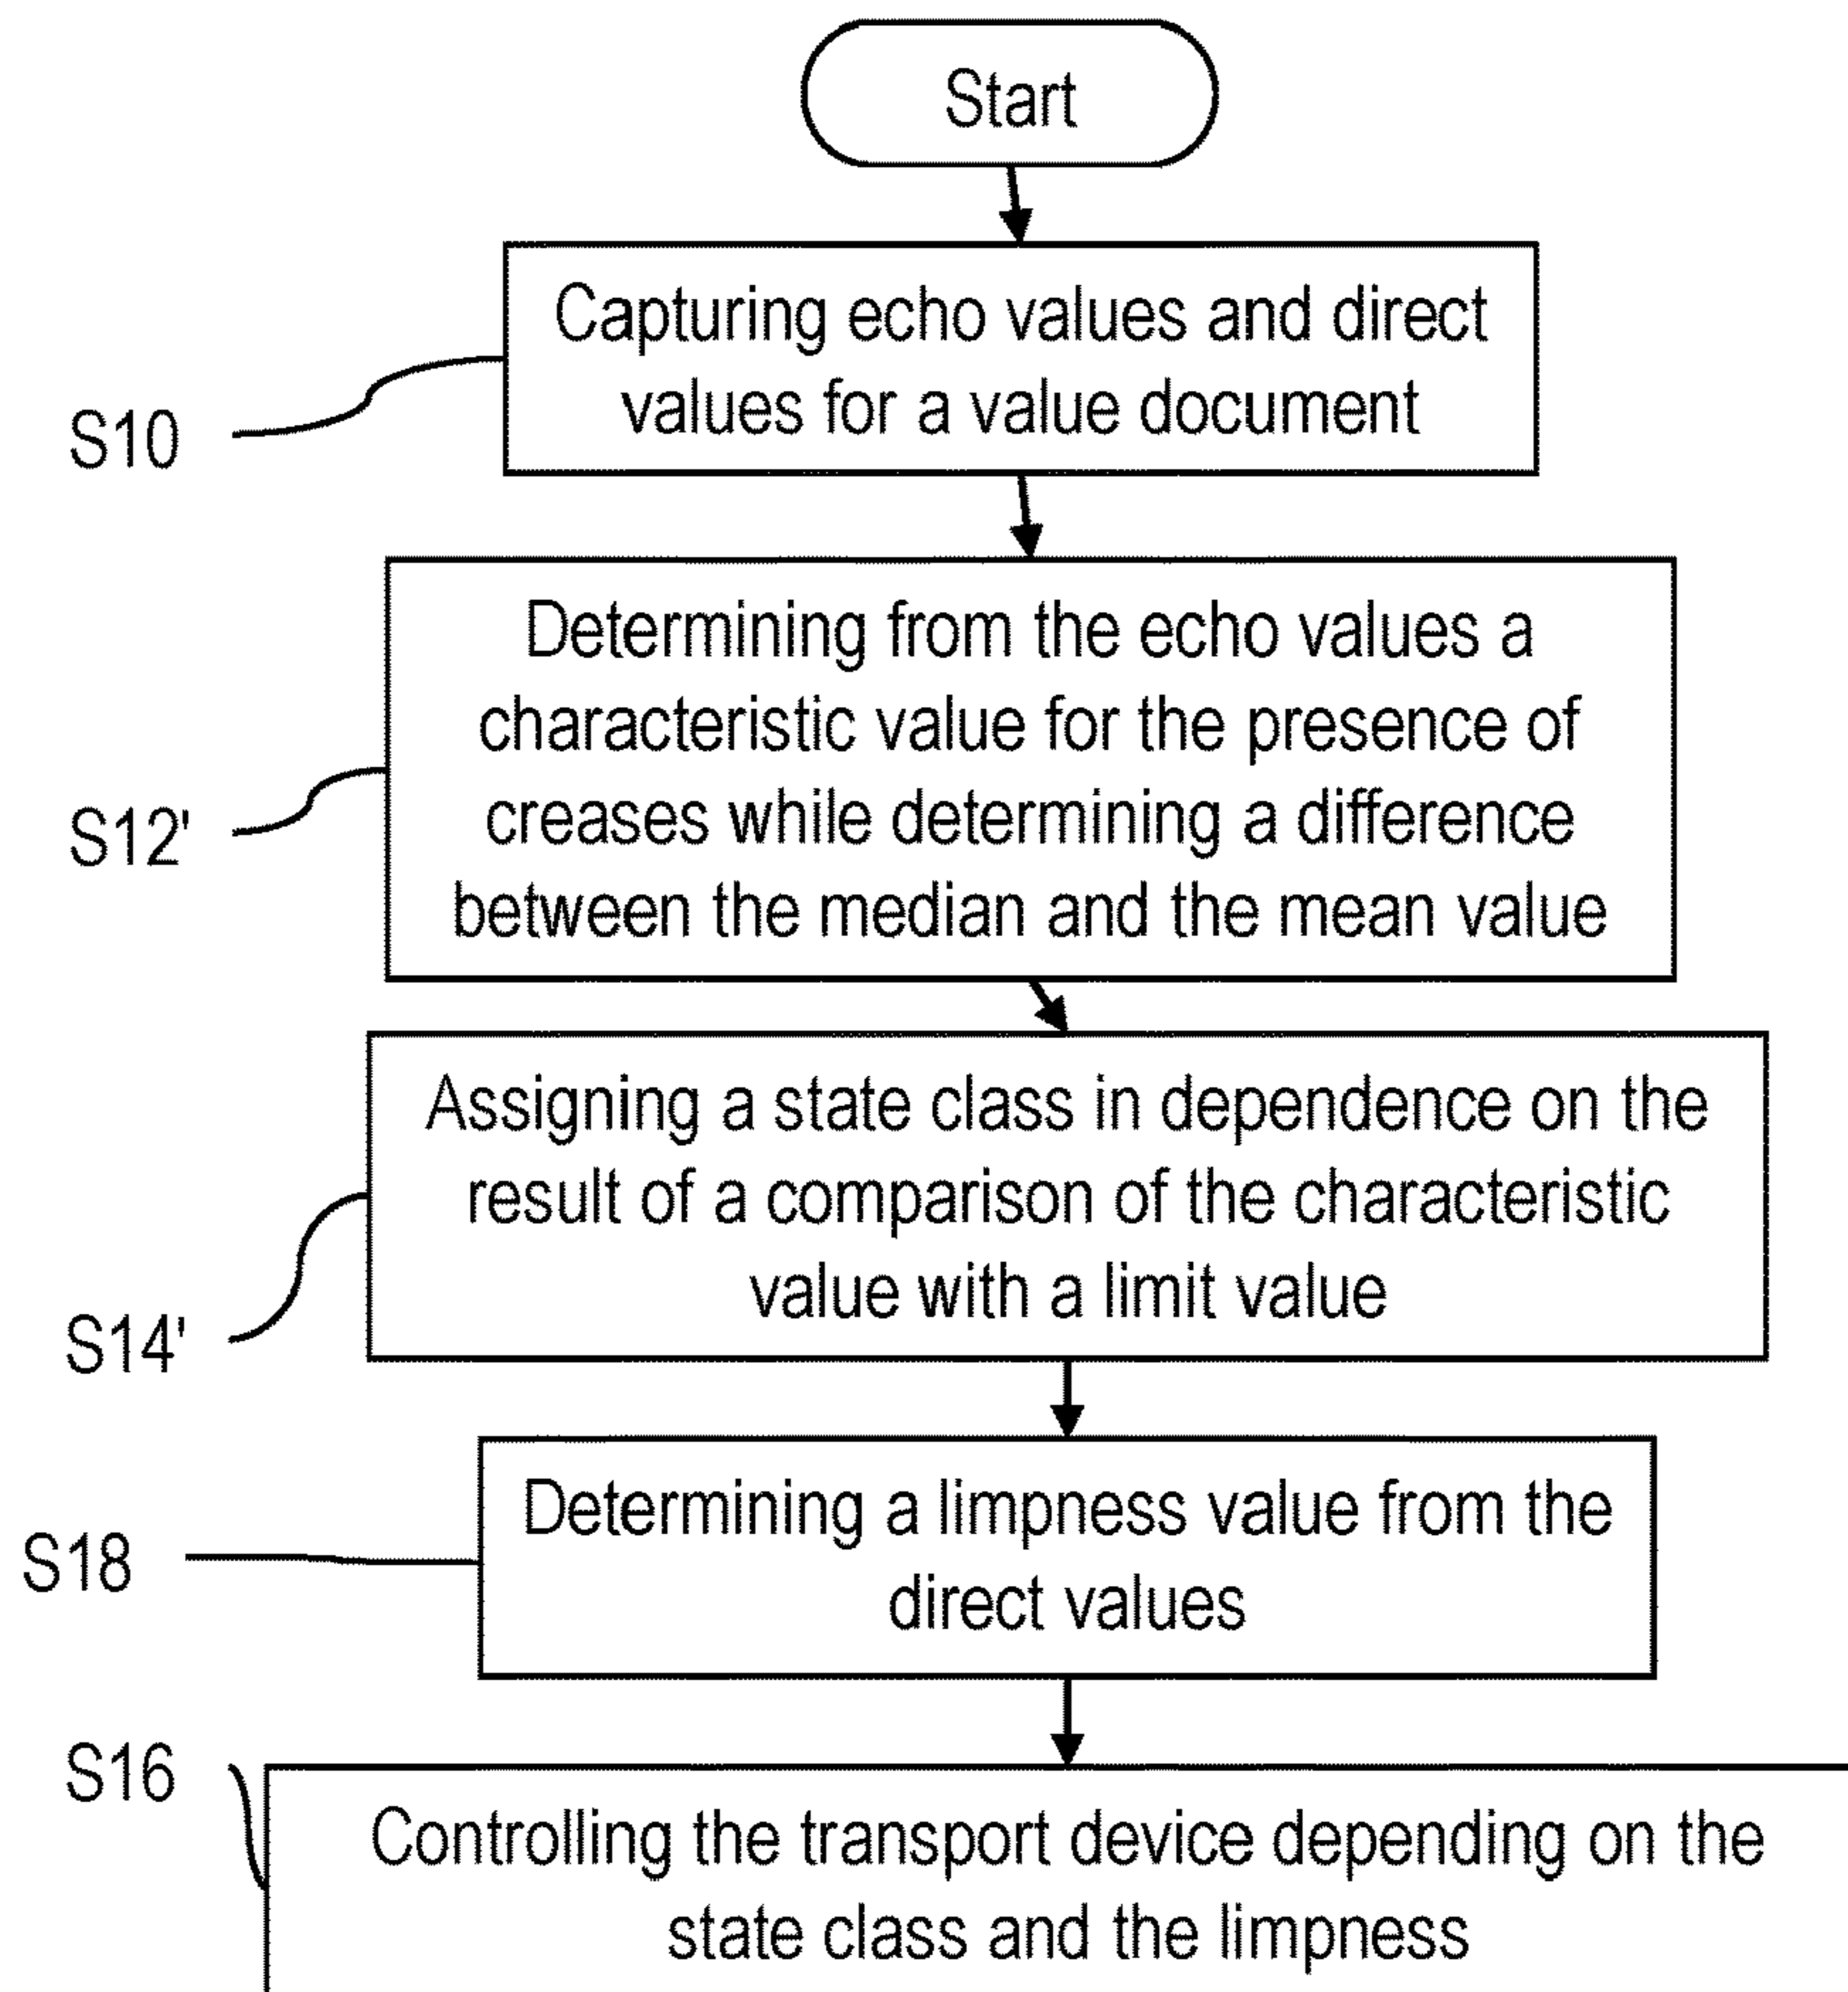 Start
Capturing echo values and direct
values for a value document
S10
Determining from the echo values a
characteristic value for the presence of
creases while determining a difference
between the median and the mean value
S12'
Assigning a state class in dependence on the
result of a comparison of the characteristic
value with a limit value
S14'
Determining a limpness value from the
direct values
S18
S16
Controlling the transport device depending on the
state class and the limpness